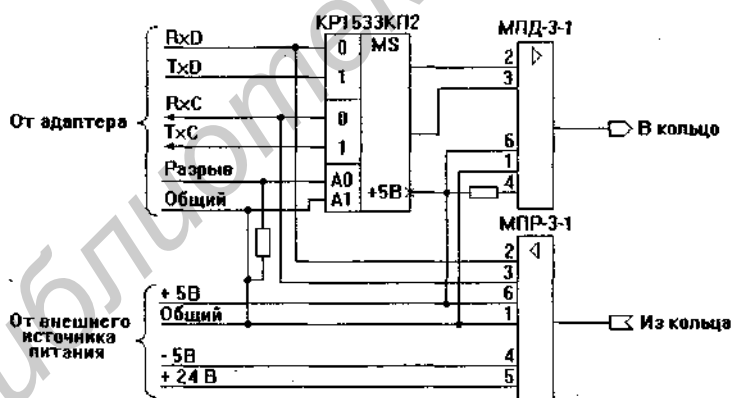 КР1533КП2
МПД-3-1
RxD
0
MS
2
TxD
1
3
RxC
0
От адаптера
В кольцо
TxC
1
6
1
Разрыв
A0
+5В
4
Общий
A1
МПР-3-1
2
3
+ 5В
6
Общий
1
От внешнего
источника
питания
Из кольца
- 5В
4
+ 24 В
5
библиоте